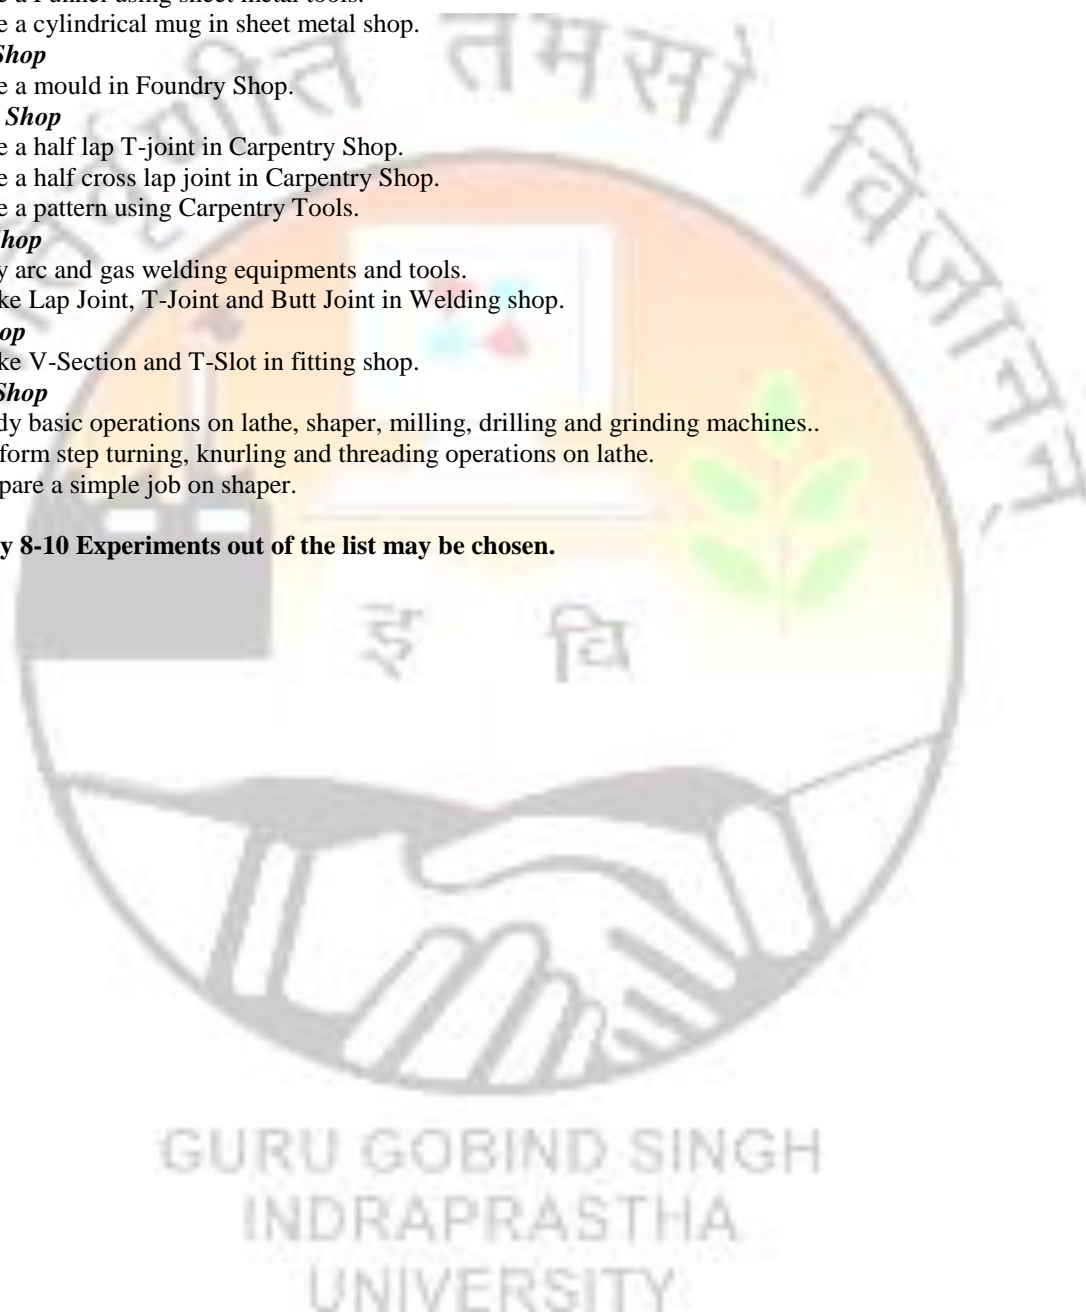 e a Funnel using sheet metal tools.
e a cylindrical mug in sheet metal shop.
Shop
e a mould in Foundry Shop.
Shop
e a half lap T-joint in Carpentry Shop.
e a half cross lap joint in Carpentry Shop.
e a pattern using Carpentry Tools.
Shop
y arc and gas welding equipments and tools.
ke Lap Joint, T-Joint and Butt Joint in Welding shop.
op
ke V-Section and T-Slot in fitting shop.
Shop
dy basic operations on lathe, shaper, milling, drilling and grinding machines..
form step turning, knurling and threading operations on lathe.
pare a simple job on shaper.
y 8-10 Experiments out of the list may be chosen.
तमसो
वि
GURU GOBIND SINGH
INDRAPRASTHA
UNIVERSITY